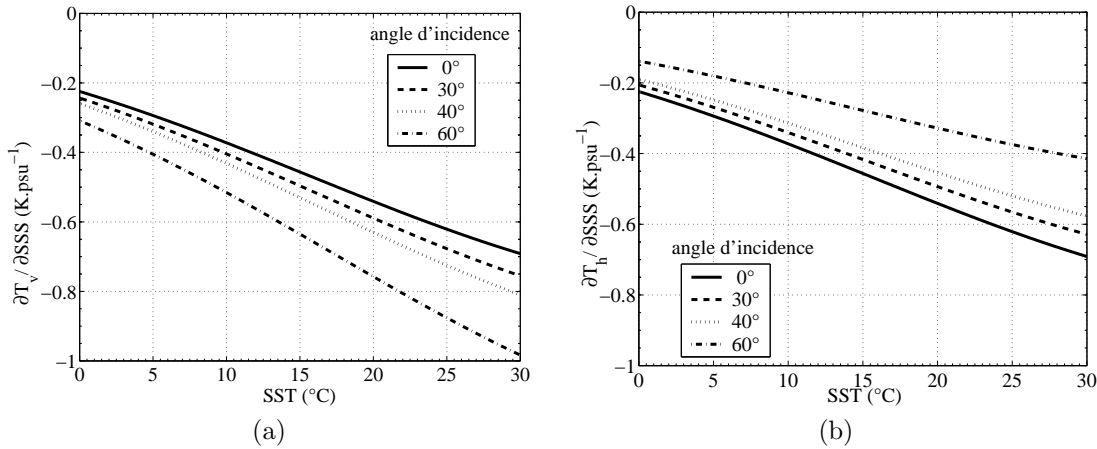 0
−0.2
−0.4
−0.6
−0.8
−1
∂T_v/ ∂SSS (K.psu⁻¹)
angle d'incidence
0°
30°
40°
60°
0 5 10 15 20 25 30
SST (°C)
(a)
0
−0.2
−0.4
−0.6
−0.8
−1
∂T_h/ ∂SSS (K.psu⁻¹)
angle d'incidence
0°
30°
40°
60°
0 5 10 15 20 25 30
SST (°C)
(b)